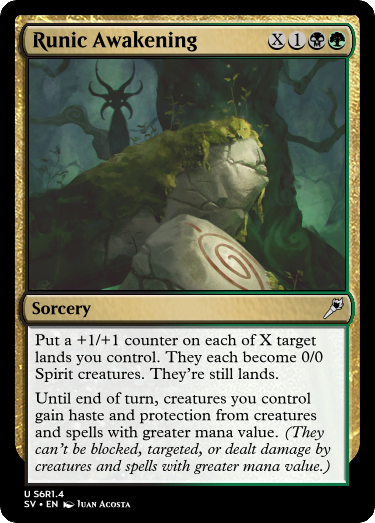 Runic Awakening X 1
Sorcery
Put a +1/+1 counter on each of X target
lands you control. They each become 0/0
Spirit creatures. They're still lands.
Until end of turn, creatures you control
gain haste and protection from creatures
and spells with greater mana value. (They
can't be blocked, targeted, or dealt damage by
creatures and spells with greater mana value.)
U S6R1.4
SV • EN Juan Acosta